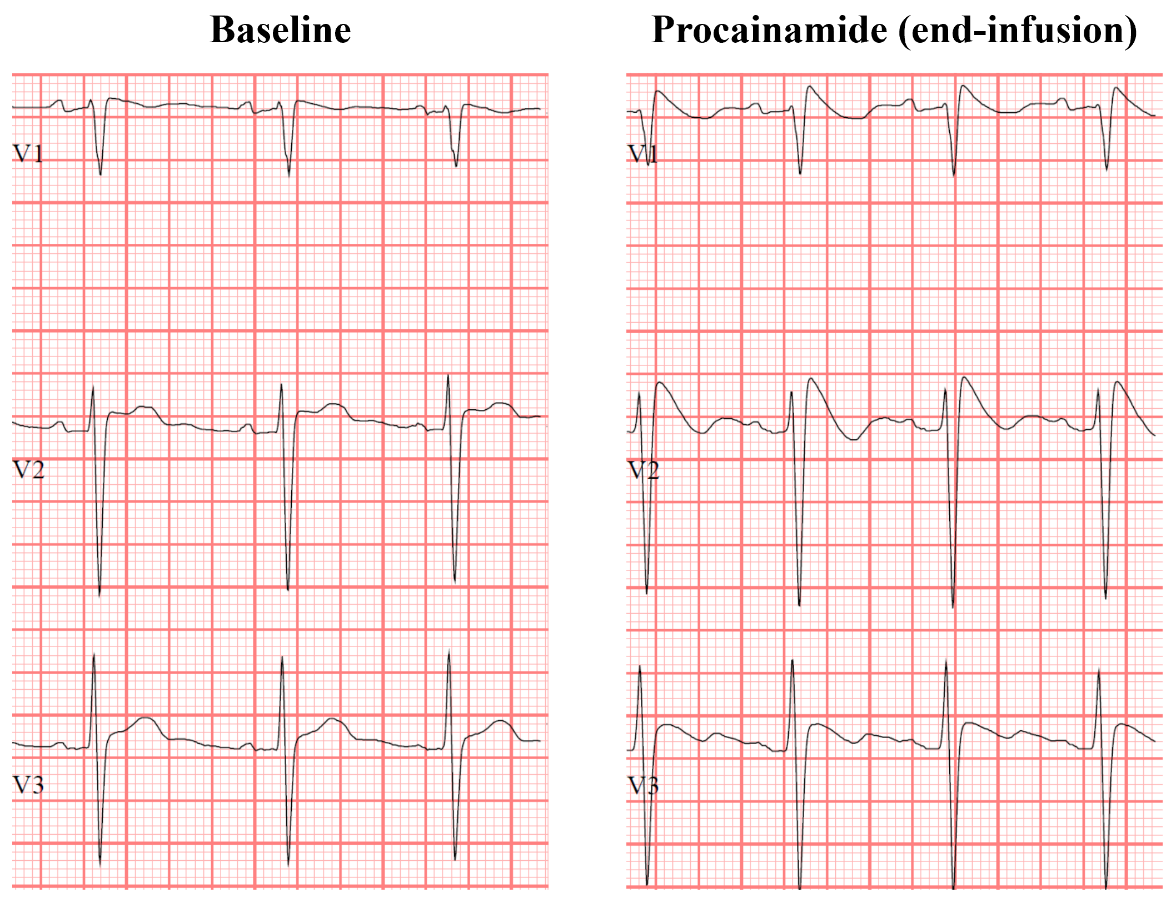 Baseline
Procainamide (end-infusion)
V1
V1
V2
V2
V3
V3